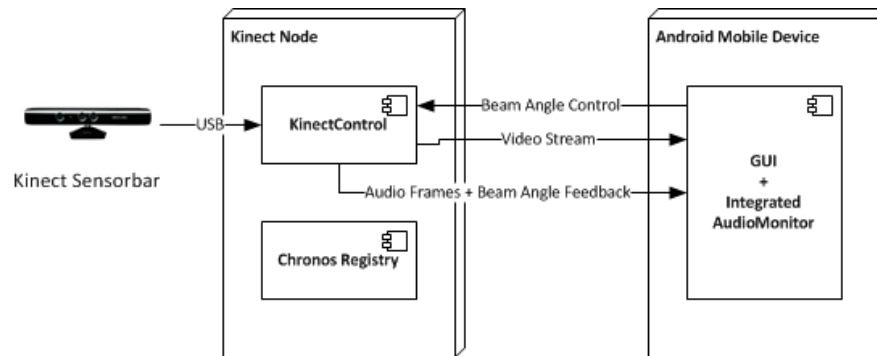 Kinect Node
Android Mobile Device
Beam Angle Control
USB
KinectControl
Video Stream
Kinect Sensorbar
GUI
+
Integrated
AudioMonitor
Audio Frames + Beam Angle Feedback
Chronos Registry